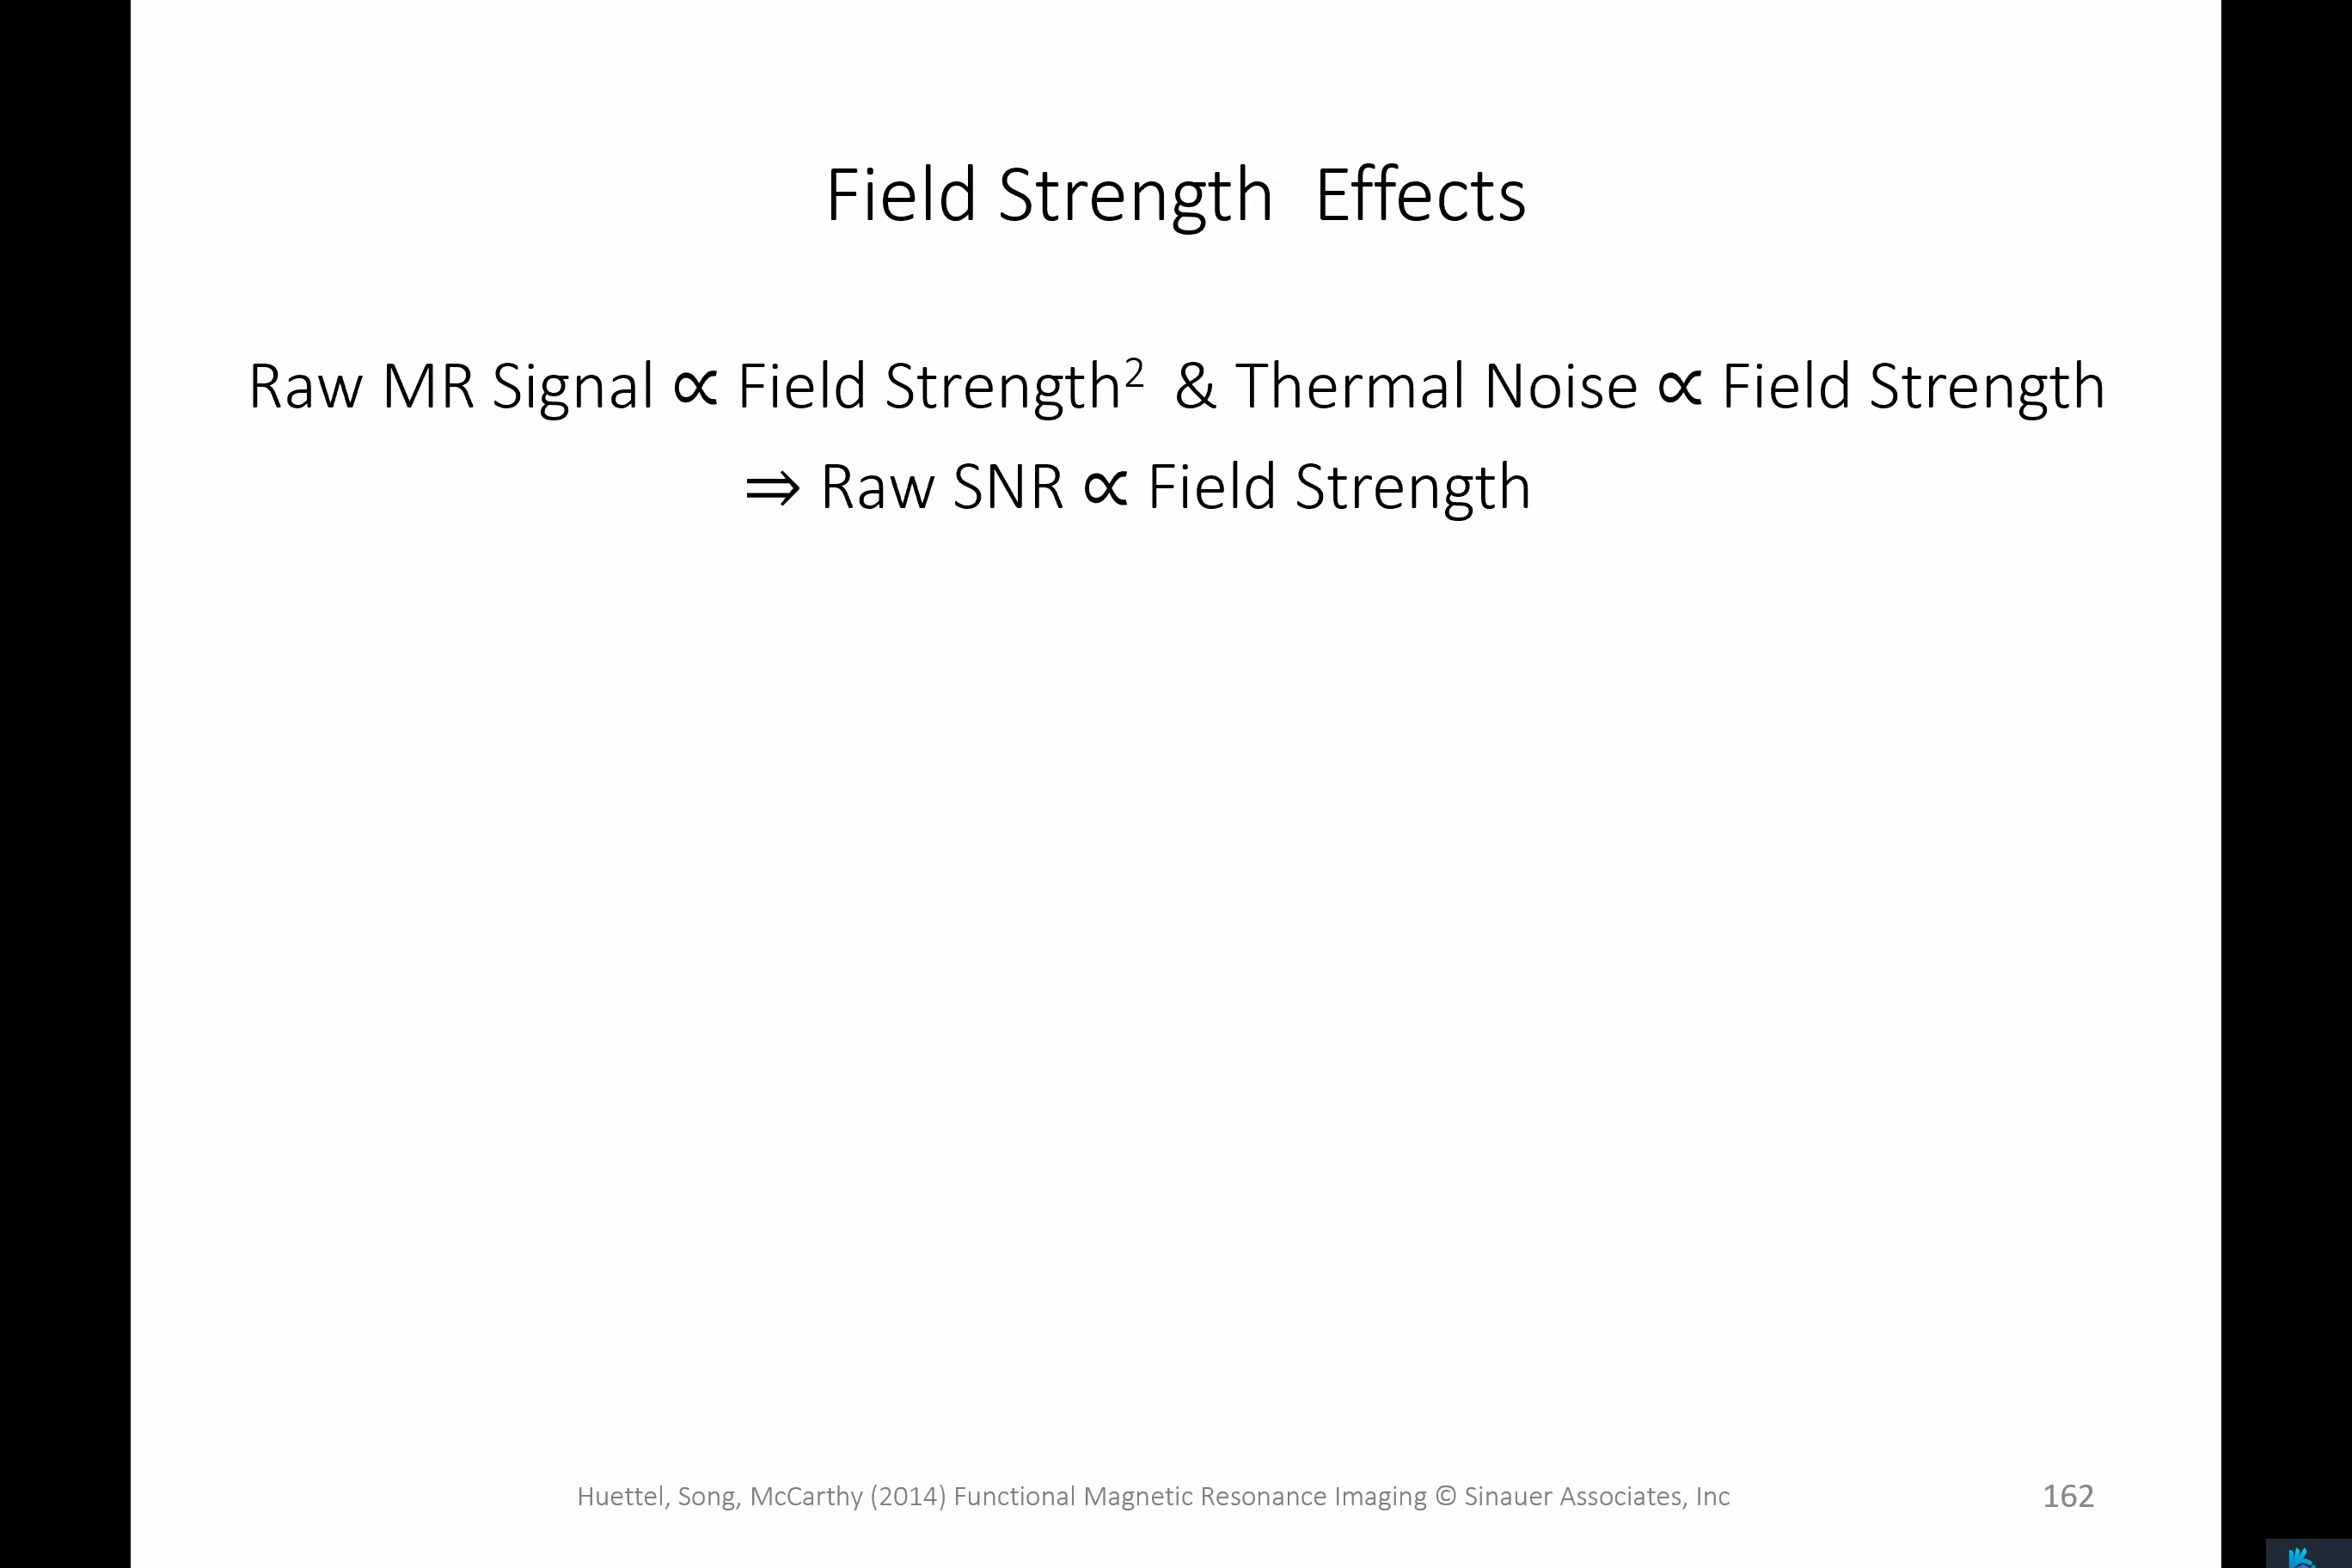 Field Strength  Effects
Raw MR Signal ∝ Field Strength² & Thermal Noise ∝ Field Strength
⇒ Raw SNR ∝ Field Strength
Huettel, Song, McCarthy (2014) Functional Magnetic Resonance Imaging © Sinauer Associates, Inc
162